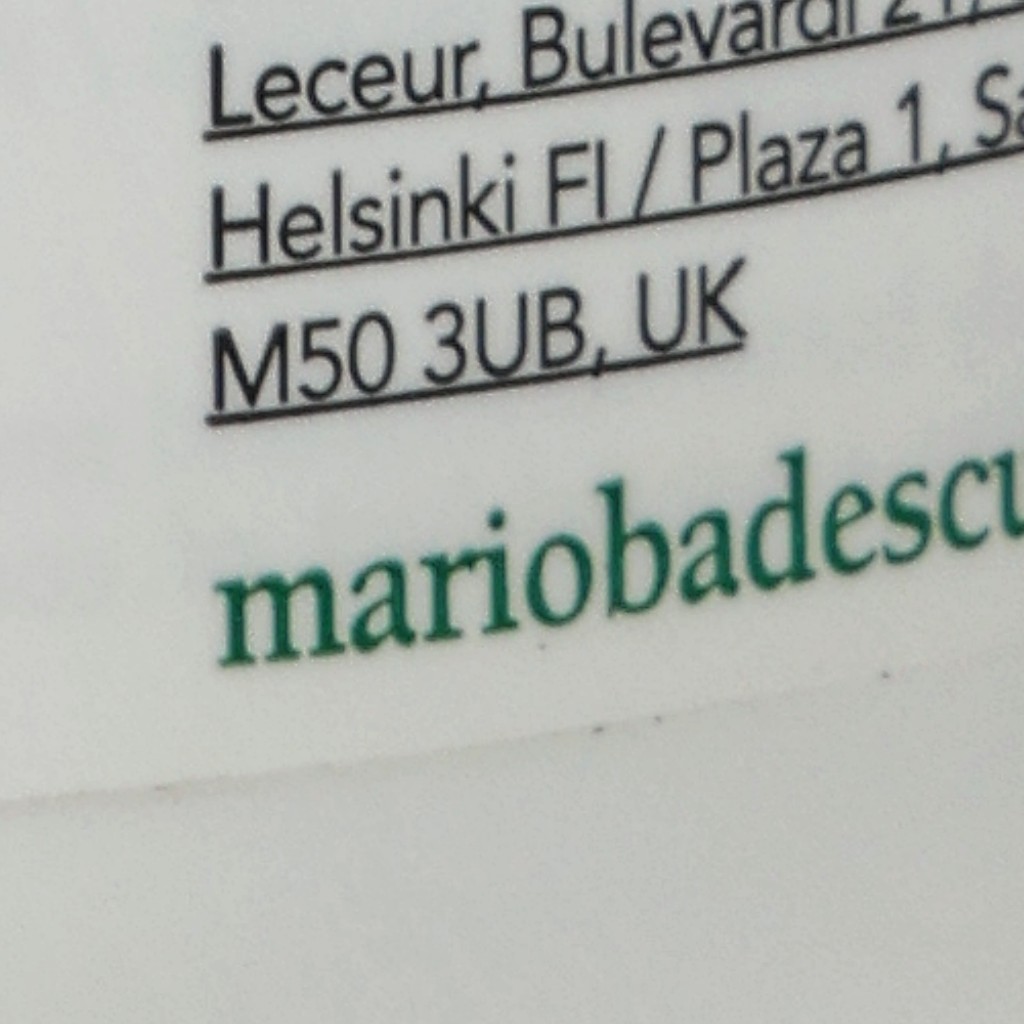 Leceur, Bulevardi
Helsinki FI / Plaza 1,
M50 3UB, UK
mariobadescu